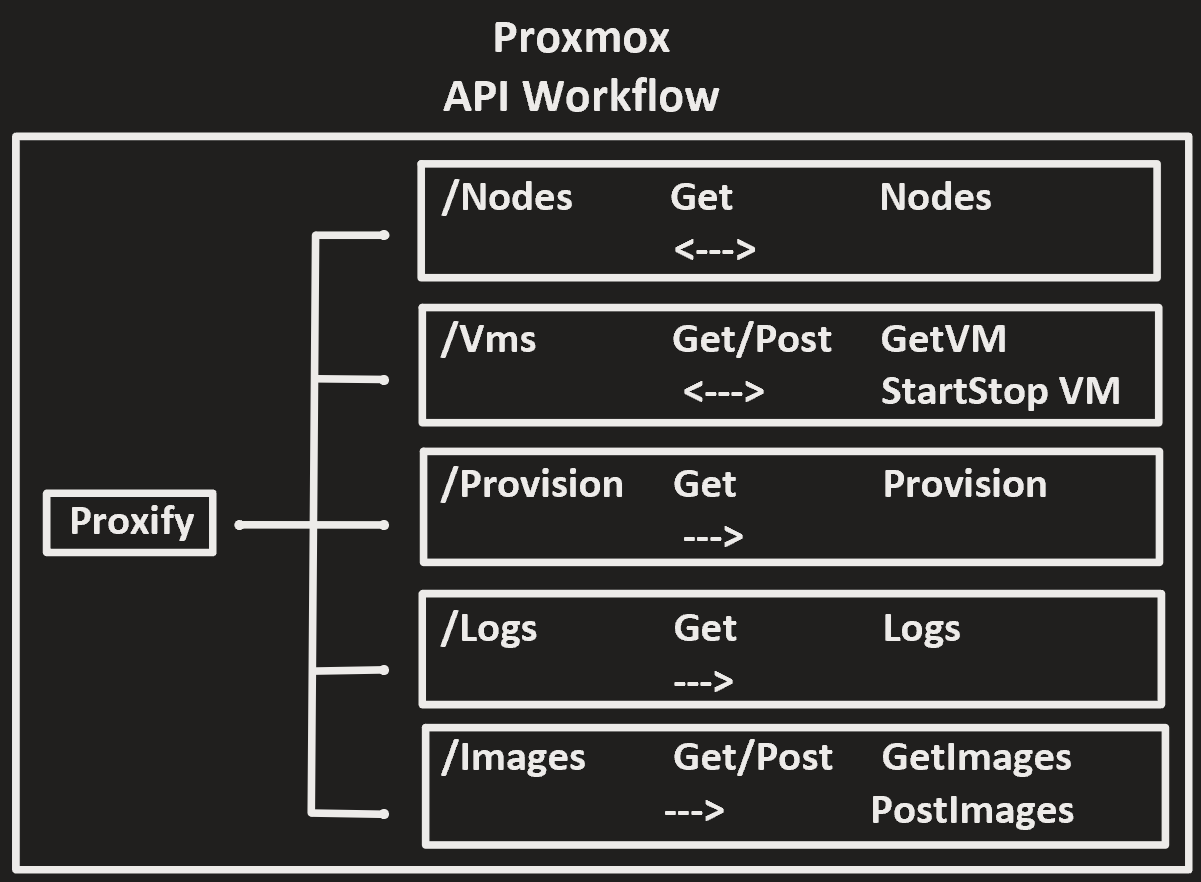 Proxmox
API Workflow
/Nodes Get Nodes
<--->
/Vms Get/Post GetVM
<---> StartStop VM
/Provision Get Provision
--->
Proxify
/Logs Get Logs
--->
/Images Get/Post GetImages
---> PostImages